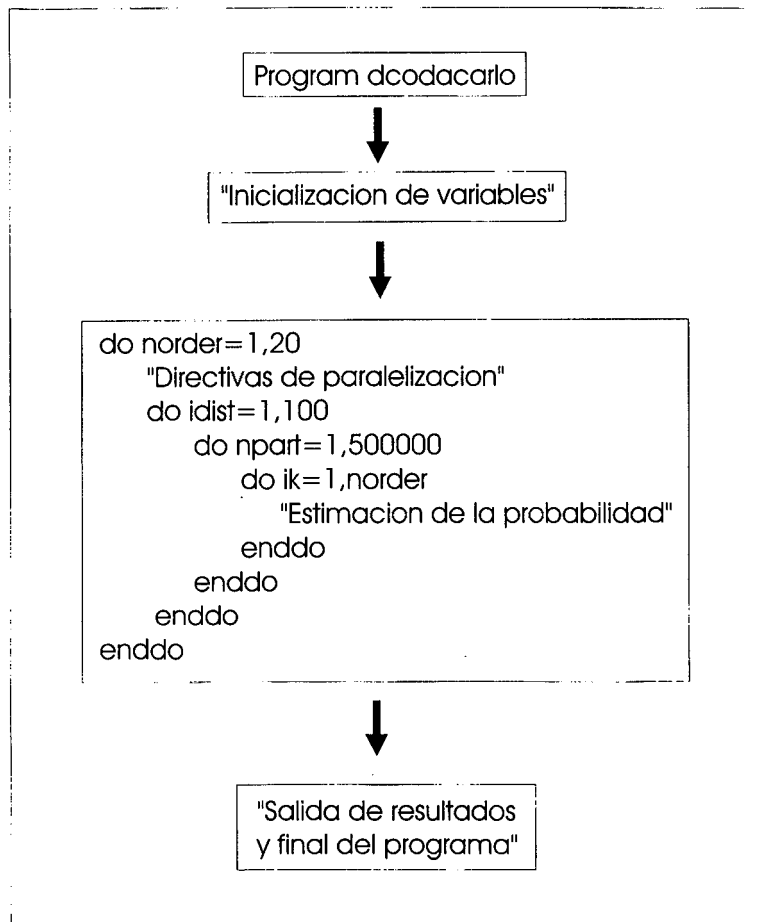 Program dcodacarlo
"Inicializacion de variables"
do norder=1,20
"Directivas de paralelizacion"
do idist=1,100
do npart=1,500000
do ik=1,norder
"Estimacion de la probabilidad"
enddo
enddo
enddo
enddo
"Salida de resultados
y final del programa"